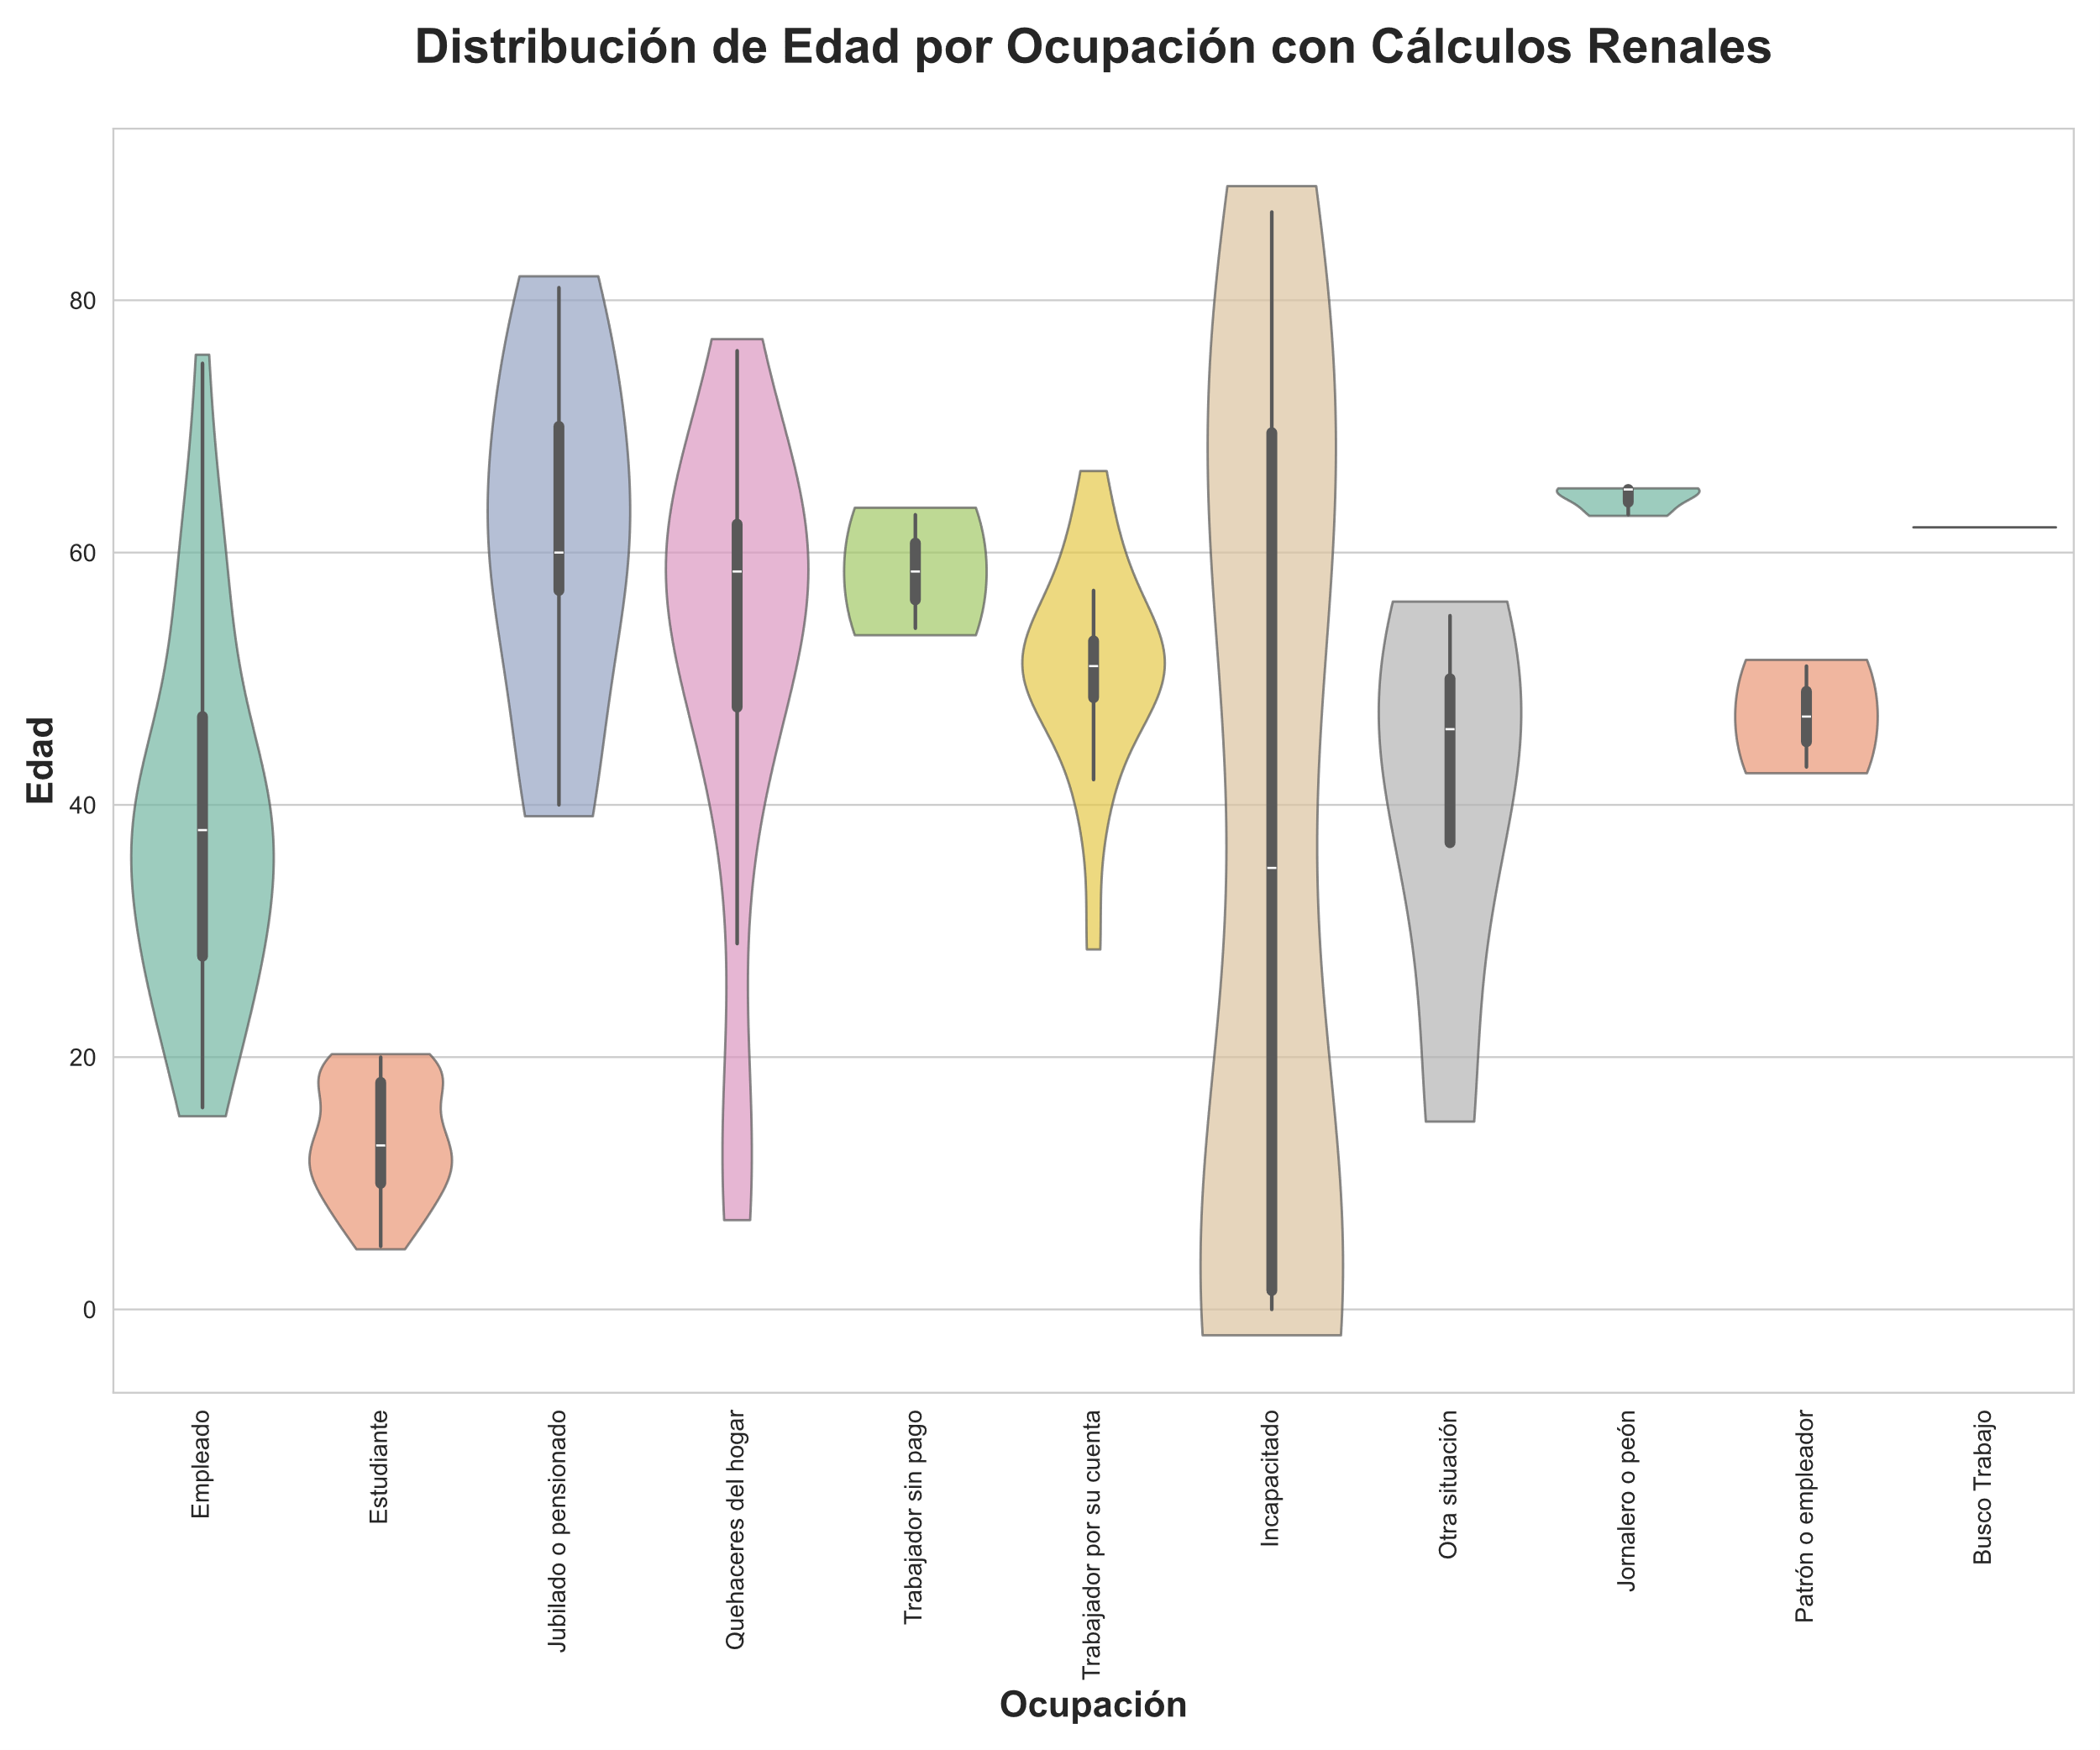 Distribución de Edad por Ocupación con Cálculos Renales
Edad
80
60
40
20
0
Empleado
Estudiante
Jubilado o pensionado
Quehaceres del hogar
Trabajador sin pago
Trabajador por su cuenta
Incapacitado
Otra situación
Jornalero o peón
Patrón o empleador
Busco Trabajo
Ocupación